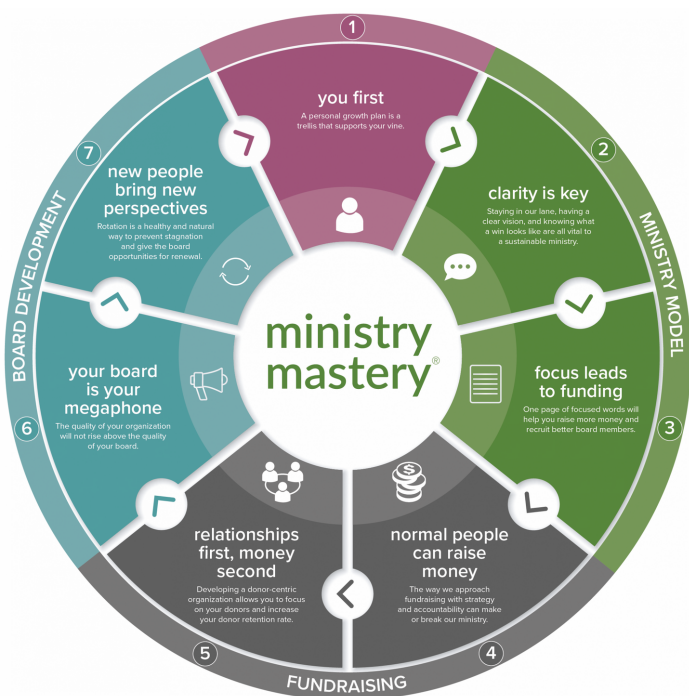 1
you first
A personal growth plan is a
trellis that supports your vine.
2
clarity is key
Staying in our lane, having a
clear vision, and knowing what
a win looks like are all vital to
a sustainable ministry.
MINISTRY MODEL
focus leads
to funding
One page of focused words will
help you raise more money and
recruit better board members.
3
normal people
can raise
money
The way we approach
fundraising with strategy
and accountability can make
or break our ministry.
4
FUNDRAISING
relationships
first, money
second
Developing a donor-centric
organization allows you to focus
on your donors and increase
your donor retention rate.
5
your board
is your
megaphone
The quality of your organization
will not rise above the quality
of your board.
6
BOARD DEVELOPMENT
7
new people
bring new
perspectives
Rotation is a healthy and natural
way to prevent stagnation
and give the board
opportunities for renewal.
ministry
mastery®
$